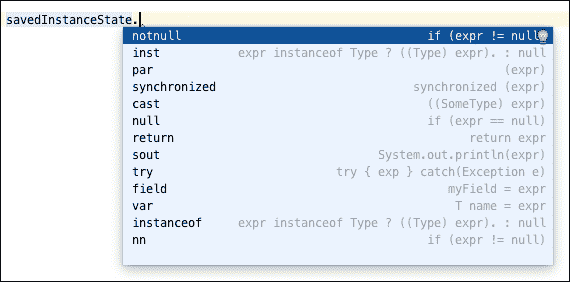 savedInstanceState.
notnull if (expr != null)
inst expr instanceof Type ? ((Type) expr). : null
par (expr)
synchronized synchronized (expr)
cast ((SomeType) expr)
null if (expr == null)
return return expr
sout System.out.println(expr)
try try { exp } catch(Exception e)
field myField = expr
var T name = expr
instanceof expr instanceof Type ? ((Type) expr). : null
nn if (expr != null)